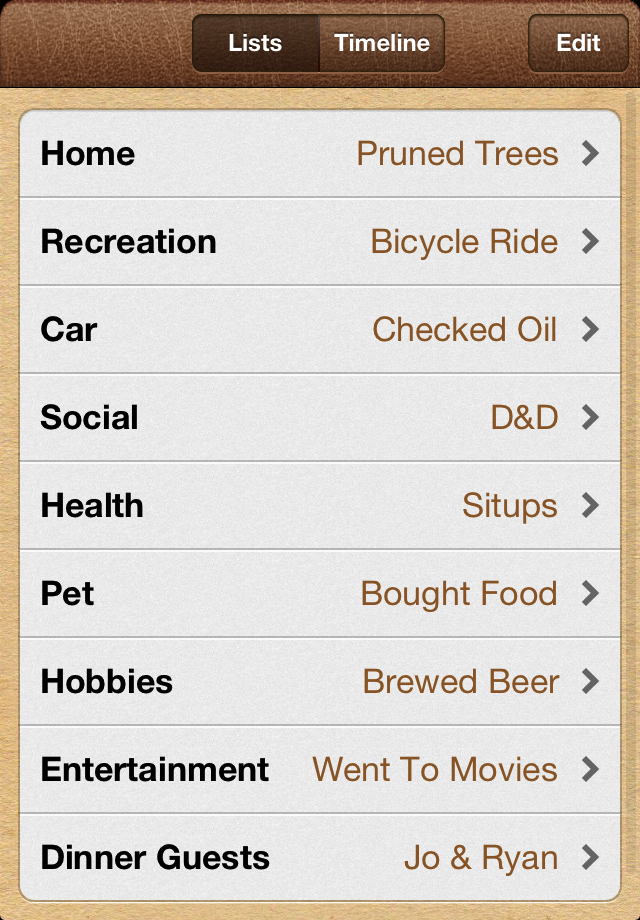 Lists Timeline Edit
Home Pruned Trees
Recreation Bicycle Ride
Car Checked Oil
Social D&D
Health Situps
Pet Bought Food
Hobbies Brewed Beer
Entertainment Went To Movies
Dinner Guests Jo & Ryan